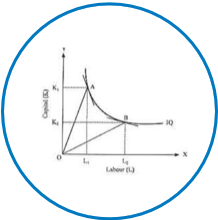 Y
K₁
A
Capital (K)
K₂
B
IQ
O
L₁
L₂
X
Labour (L)